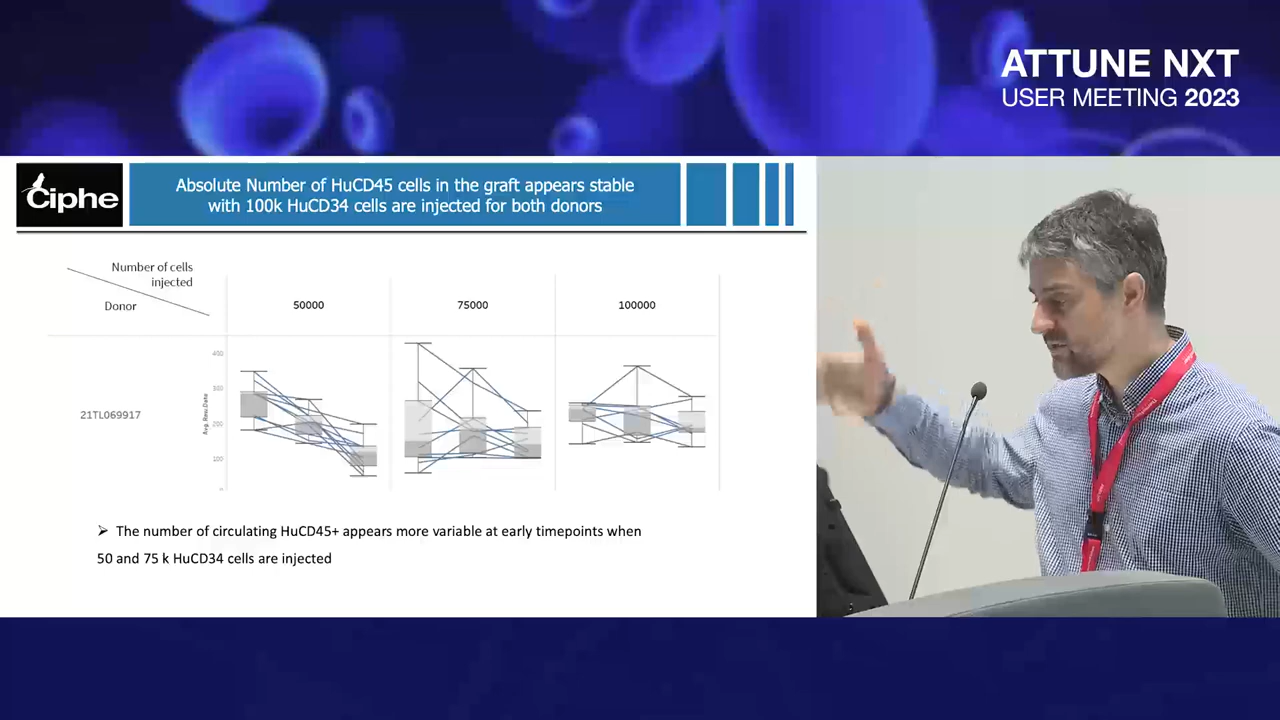 ATTUNE NXT
USER MEETING 2023
Ciphe
Absolute Number of HuCD45 cells in the graft appears stable
with 100k HuCD34 cells are injected for both donors
Number of cells
injected
Donor
50000
75000
100000
21TL069917
Avg. Raw.Data
400
300
200
100
0
➢ The number of circulating HuCD45+ appears more variable at early timepoints when
50 and 75 k HuCD34 cells are injected